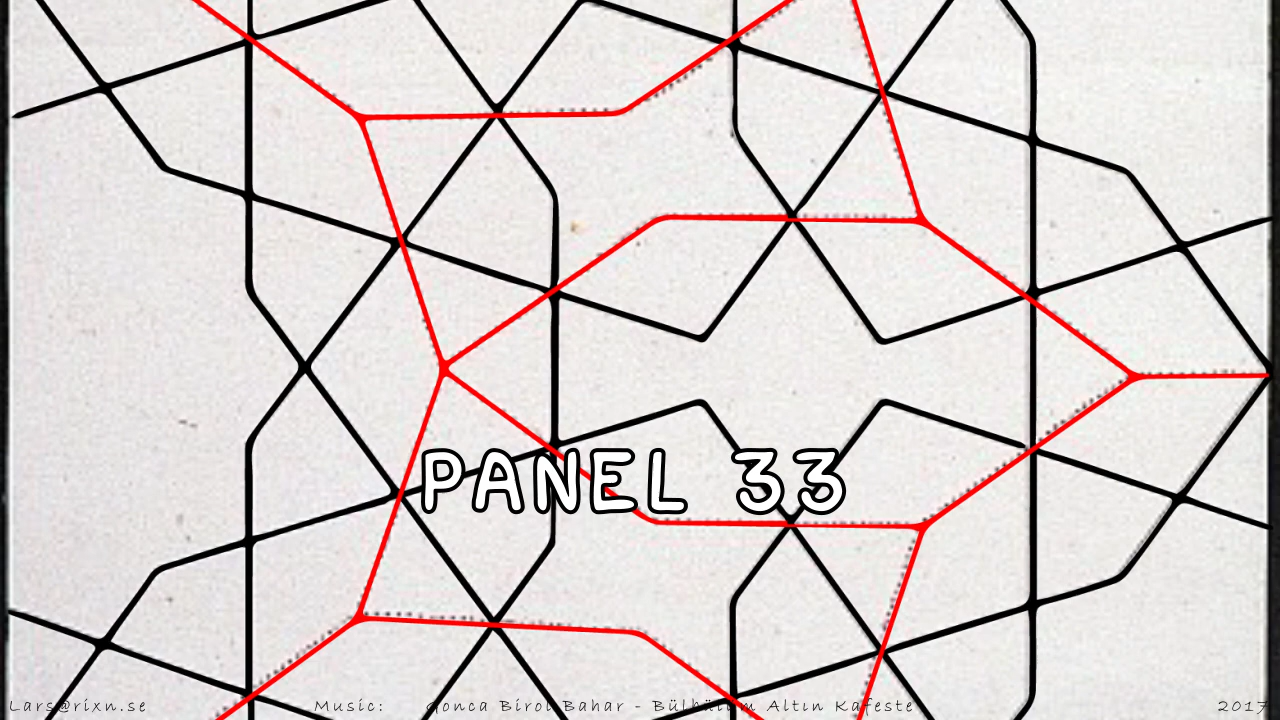 PANEL 33
Lars@rixn.se Music: Gonca Birol Bahar - Bülbülüm Altın Kafeste 2017